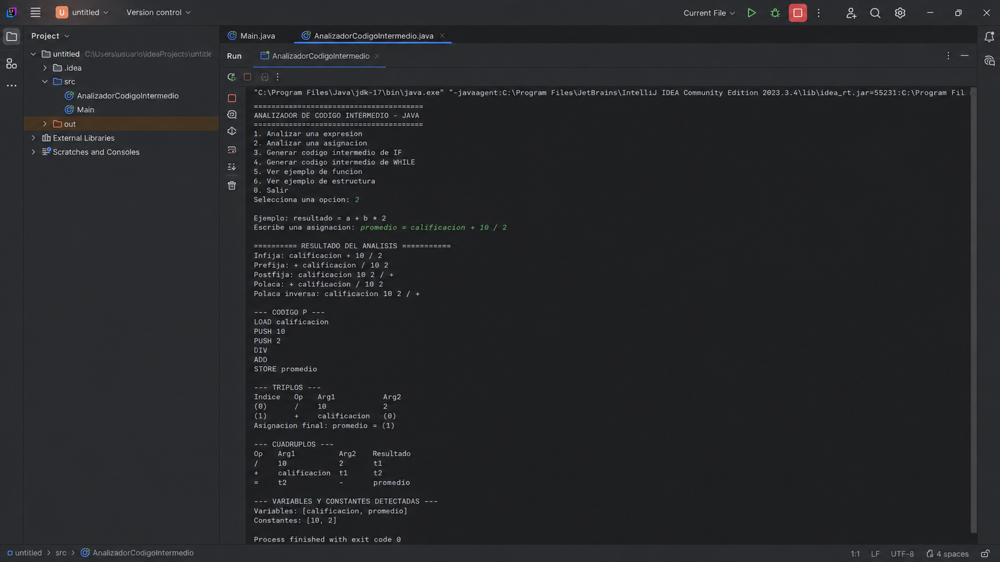 untitled
Version control
Current File
Project
Main.java
AnalizadorCodigoIntermedio.java
untitled C:\Users\usuario\IdeaProjects\untitle
.idea
src
AnalizadorCodigoIntermedio
Main
out
External Libraries
Scratches and Consoles
Run
AnalizadorCodigoIntermedio
"C:\Program Files\Java\jdk-17\bin\java.exe" "-javaagent:C:\Program Files\JetBrains\IntelliJ IDEA Community Edition 2023.3.4\lib\idea_rt.jar=55231:C:\Program Fil
=======================================
ANALIZADOR DE CODIGO INTERMEDIO - JAVA
=======================================
1. Analizar una expresion
2. Analizar una asignacion
3. Generar codigo intermedio de IF
4. Generar codigo intermedio de WHILE
5. Ver ejemplo de funcion
6. Ver ejemplo de estructura
0. Salir
Selecciona una opcion: 2
Ejemplo: resultado = a + b * 2
Escribe una asignacion: promedio = calificacion + 10 / 2
========== RESULTADO DEL ANALISIS ===========
Infija: calificacion + 10 / 2
Prefija: + calificacion / 10 2
Postfija: calificacion 10 2 / +
Polaca: + calificacion / 10 2
Polaca inversa: calificacion 10 2 / +
--- CODIGO P ---
LOAD calificacion
PUSH 10
PUSH 2
DIV
ADD
STORE promedio
--- TRIPLOS ---
Indice Op Arg1 Arg2
(0) / 10 2
(1) + calificacion (0)
Asignacion final: promedio = (1)
--- CUADRUPLOS ---
Op Arg1 Arg2 Resultado
/ 10 2 t1
+ calificacion t1 t2
= t2 - promedio
--- VARIABLES Y CONSTANTES DETECTADAS ---
Variables: [calificacion, promedio]
Constantes: [10, 2]
Process finished with exit code 0
untitled > src > AnalizadorCodigoIntermedio
1:1 LF UTF-8 4 spaces